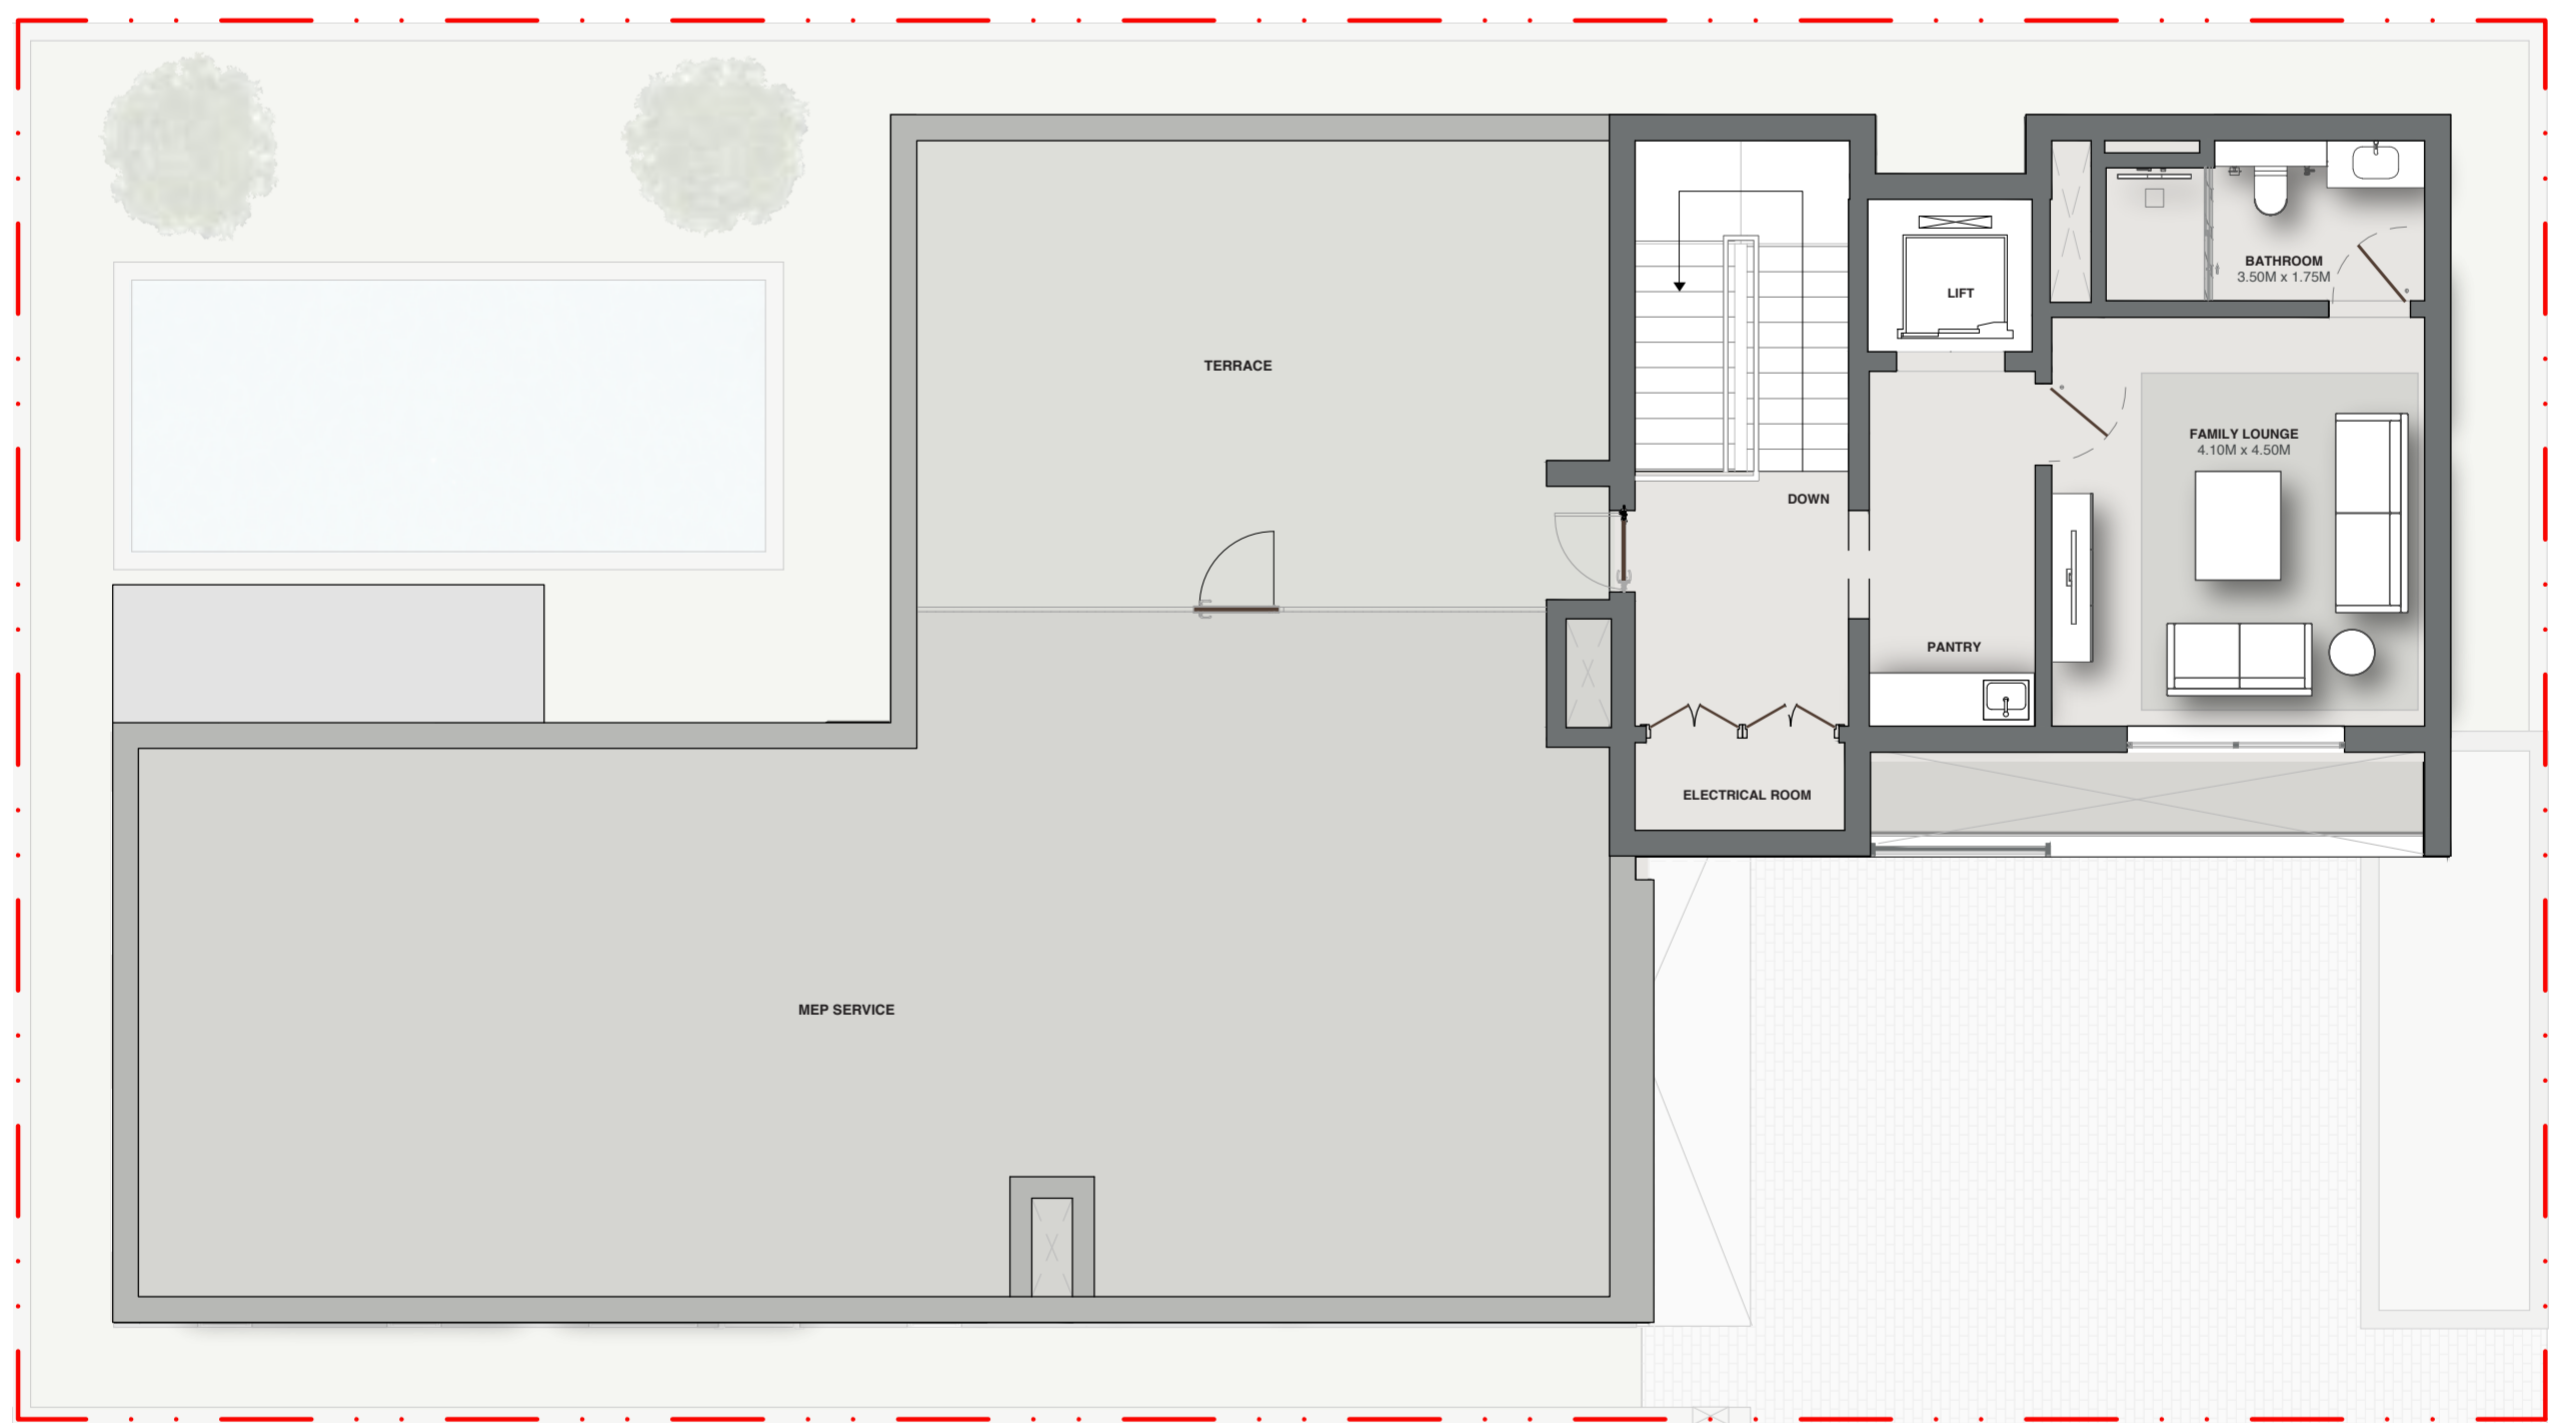 BATHROOM
3.50M x 1.75M
LIFT
TERRACE
FAMILY LOUNGE
4.10M x 4.50M
DOWN
PANTRY
ELECTRICAL ROOM
MEP SERVICE